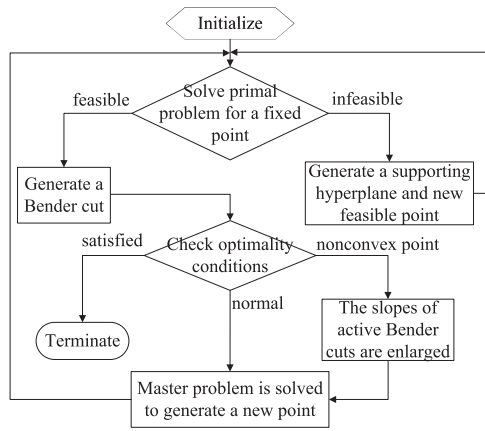 Initialize
Solve primal
problem for a fixed
point
feasible
infeasible
Generate a
Bender cut
Generate a supporting
hyperplane and new
feasible point
Check optimality
conditions
satisfied
nonconvex point
normal
Terminate
The slopes of
active Bender
cuts are enlarged
Master problem is solved
to generate a new point